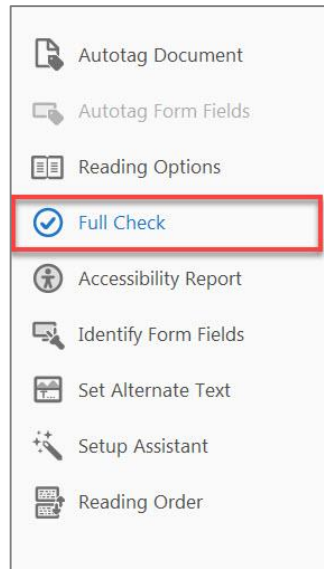 Autotag Document
Autotag Form Fields
Reading Options
Full Check
Accessibility Report
Identify Form Fields
Set Alternate Text
Setup Assistant
Reading Order